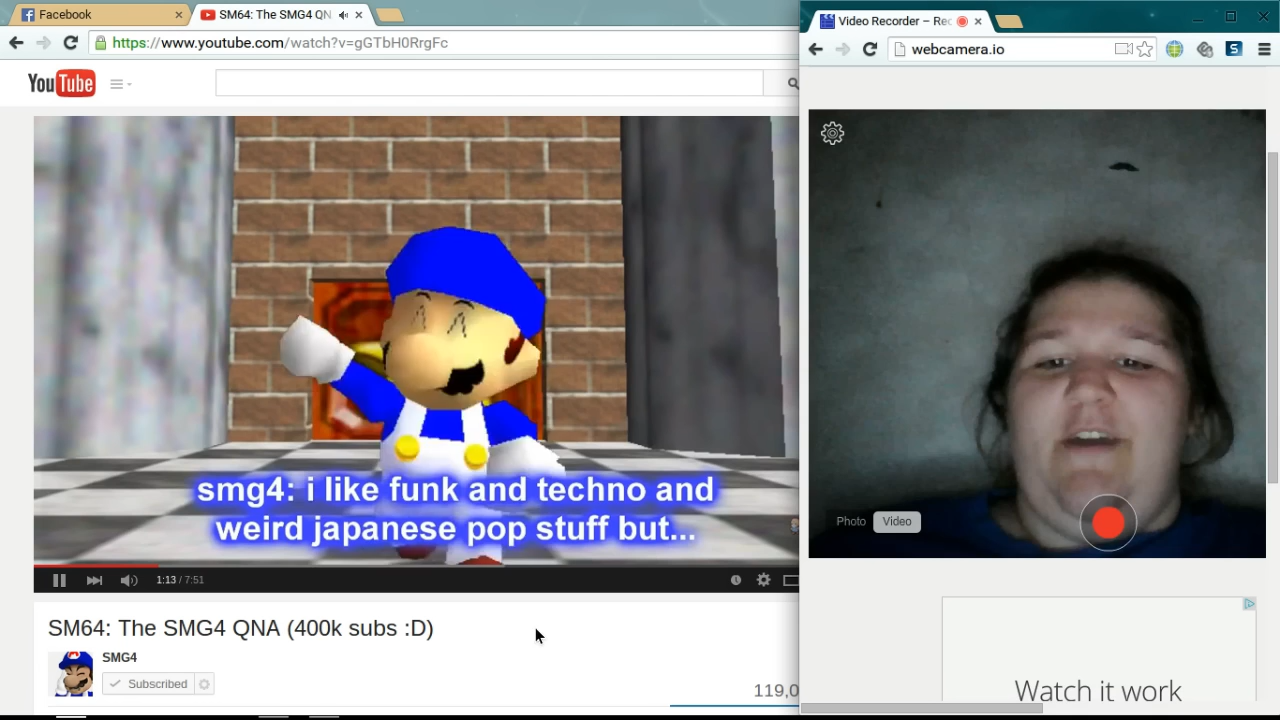 Facebook
SM64: The SMG4 QN
https://www.youtube.com/watch?v=gGTbH0RrgFc
YouTube
smg4: i like funk and techno and
weird japanese pop stuff but...
1:13 / 7:51
SM64: The SMG4 QNA (400k subs :D)
SMG4
Subscribed
119,0
Video Recorder – Rec
webcamera.io
S
Photo
Video
Watch it work